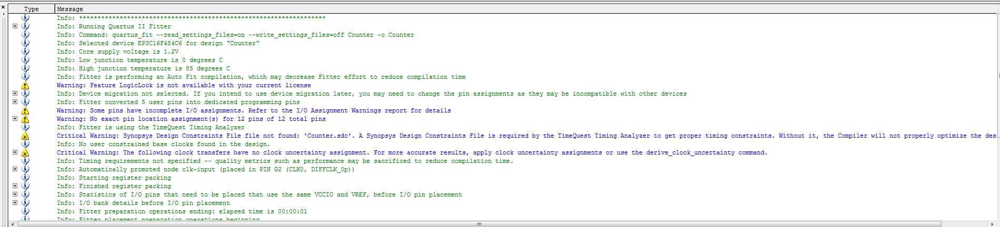 Type Message
Info: *******************************************************************
Info: Running Quartus II Fitter
Info: Command: quartus_fit --read_settings_files=on --write_settings_files=off Counter -c Counter
Info: Selected device EP3C16F484C6 for design "Counter"
Info: Core supply voltage is 1.2V
Info: Low junction temperature is 0 degrees C
Info: High junction temperature is 85 degrees C
Info: Fitter is performing an Auto Fit compilation, which may decrease Fitter effort to reduce compilation time
Warning: Feature LogicLock is not available with your current license
Info: Device migration not selected. If you intend to use device migration later, you may need to change the pin assignments as they may be incompatible with other devices
Info: Fitter converted 5 user pins into dedicated programming pins
Warning: Some pins have incomplete I/O assignments. Refer to the I/O Assignment Warnings report for details
Warning: No exact pin location assignment(s) for 12 pins of 12 total pins
Info: Fitter is using the TimeQuest Timing Analyzer
Critical Warning: Synopsys Design Constraints File file not found: 'Counter.sdc'. A Synopsys Design Constraints File is required by the TimeQuest Timing Analyzer to get proper timing constraints. Without it, the Compiler will not properly optimize the des
Info: No user constrained base clocks found in the design.
Critical Warning: The following clock transfers have no clock uncertainty assignment. For more accurate results, apply clock uncertainty assignments or use the derive_clock_uncertainty command.
Info: Timing requirements not specified -- quality metrics such as performance may be sacrificed to reduce compilation time.
Info: Automatically promoted node clk~input (placed in PIN G2 (CLK0, DIFFCLK_0p))
Info: Starting register packing
Info: Finished register packing
Info: Statistics of I/O pins that need to be placed that use the same VCCIO and VREF, before I/O pin placement
Info: I/O bank details before I/O pin placement
Info: Fitter preparation operations ending: elapsed time is 00:00:01
Info: Fitter placement preparation operations beginning